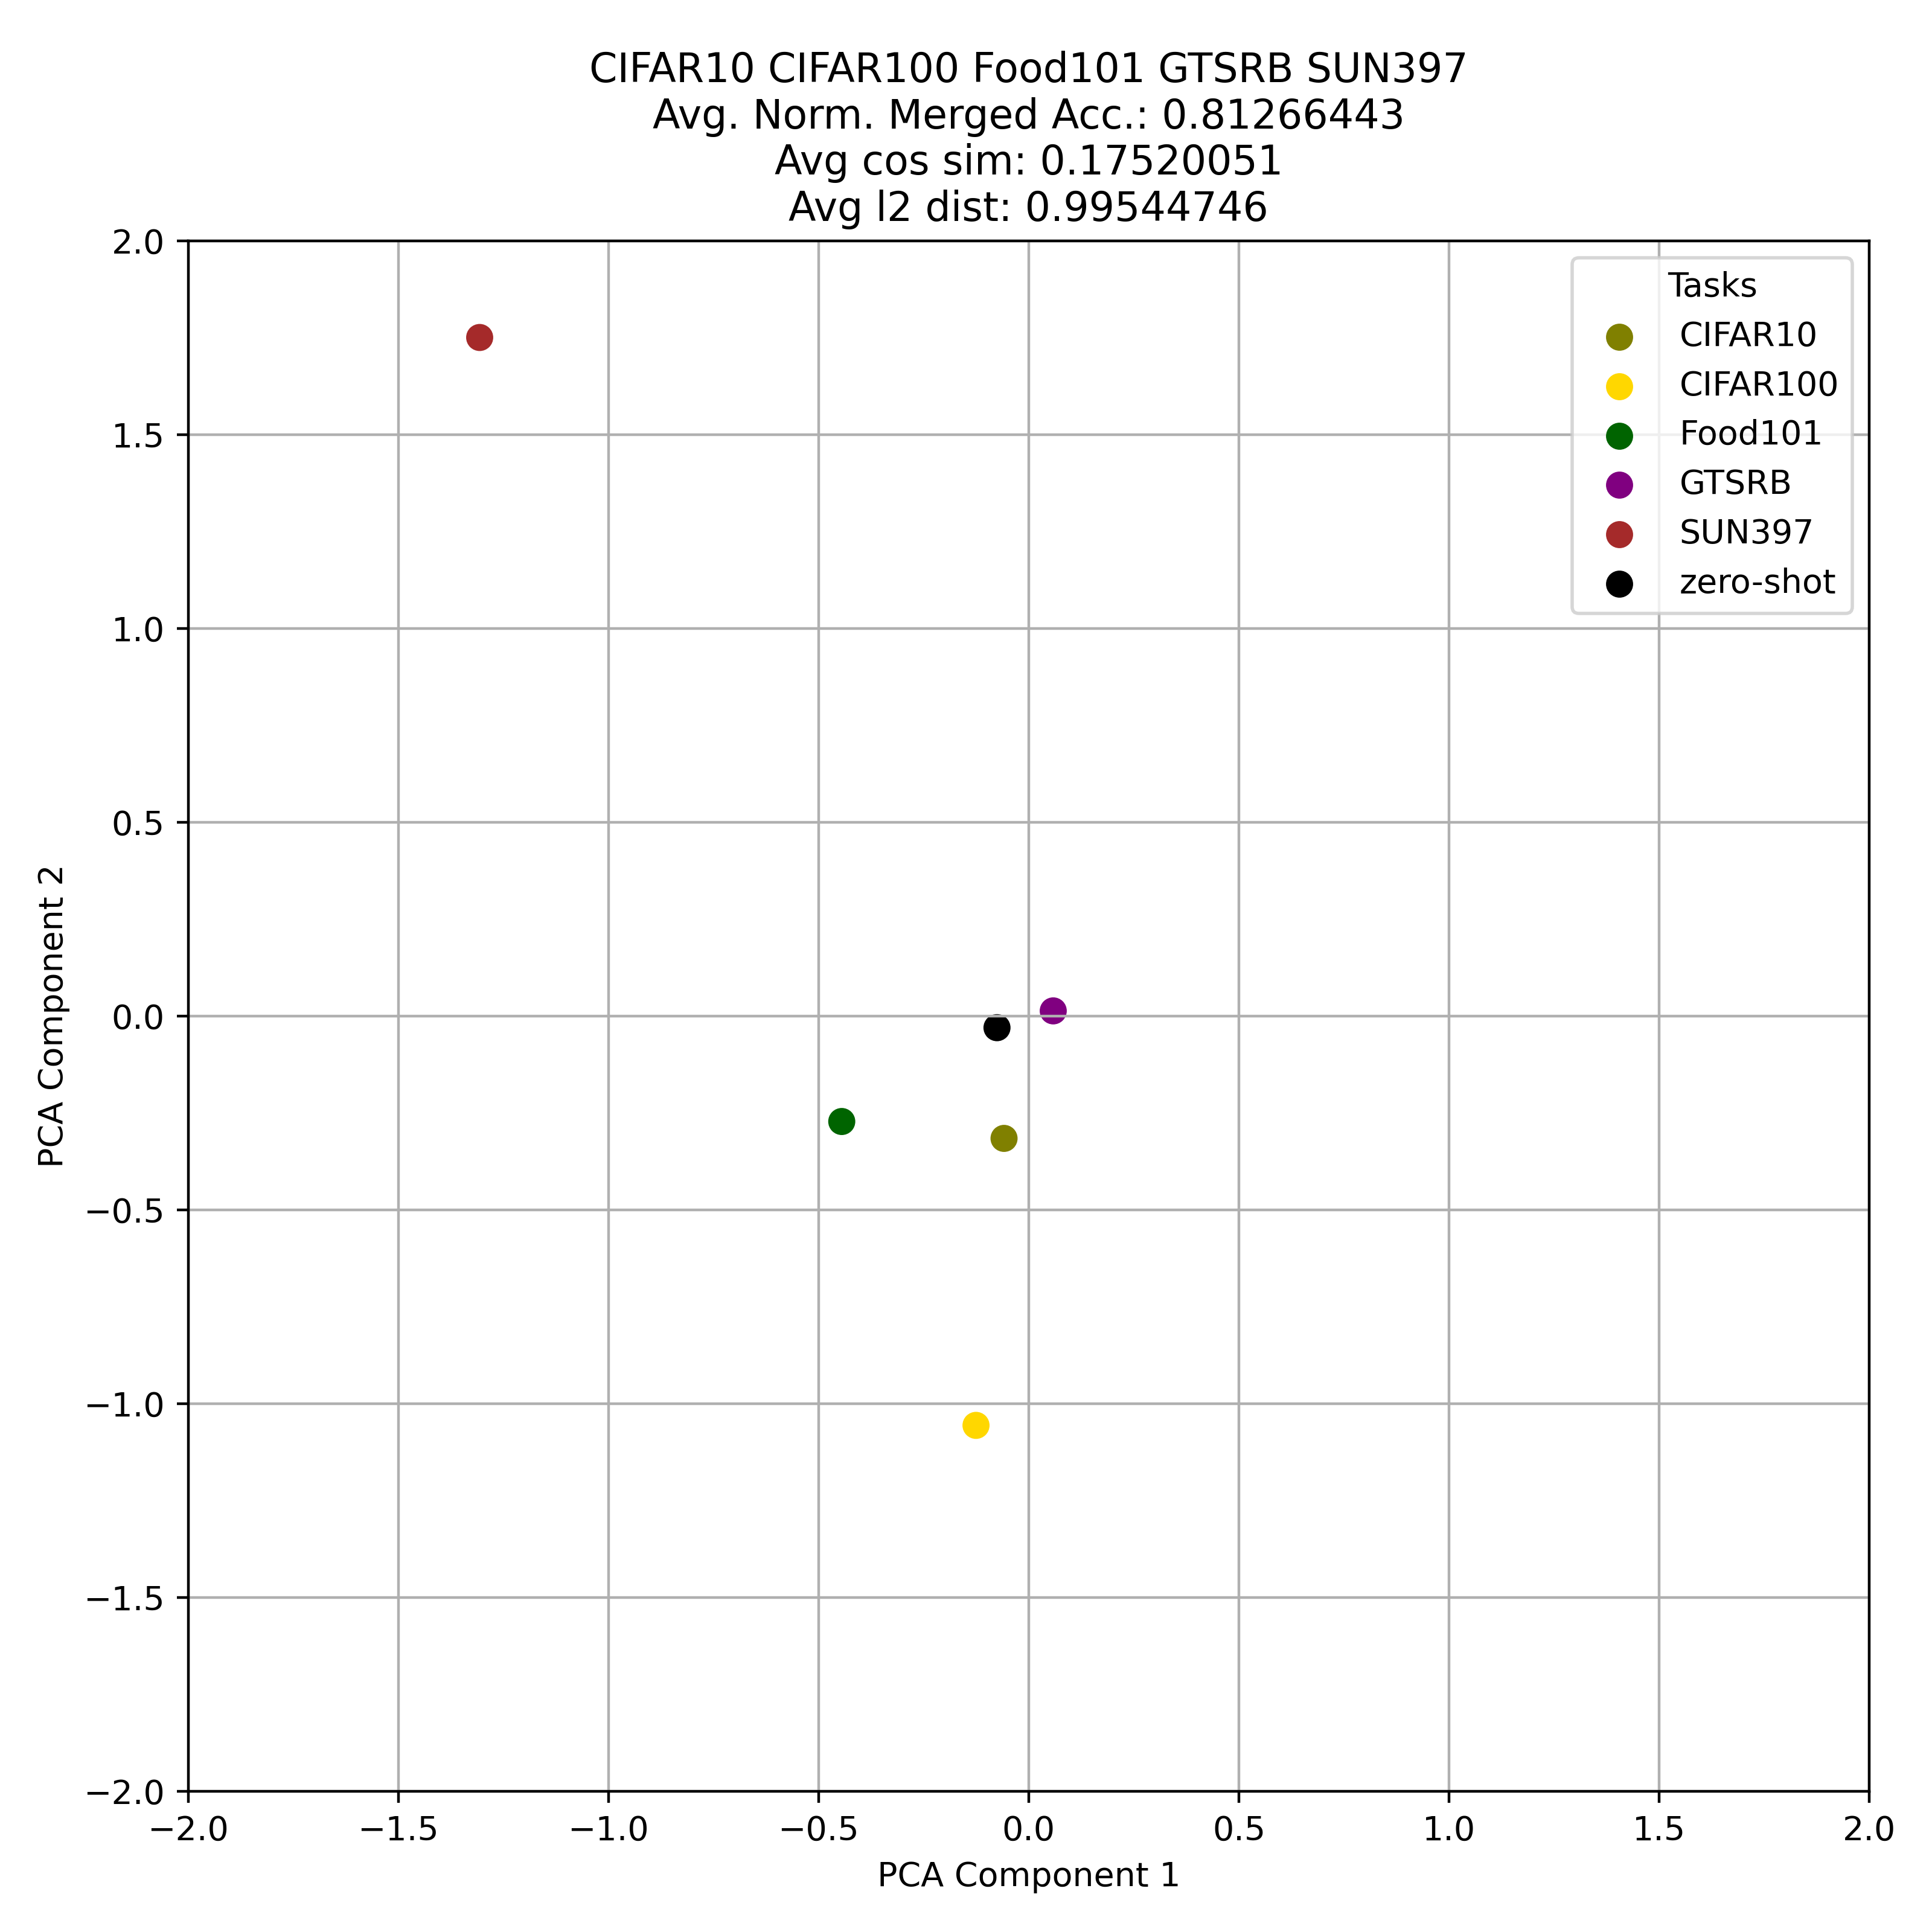 CIFAR10 CIFAR100 Food101 GTSRB SUN397
Avg. Norm. Merged Acc.: 0.81266443
Avg cos sim: 0.17520051
Avg l2 dist: 0.99544746
Tasks
CIFAR10
CIFAR100
Food101
GTSRB
SUN397
zero-shot
PCA Component 2
2.0
1.5
1.0
0.5
0.0
−0.5
−1.0
−1.5
−2.0
−2.0 −1.5 −1.0 −0.5 0.0 0.5 1.0 1.5 2.0
PCA Component 1